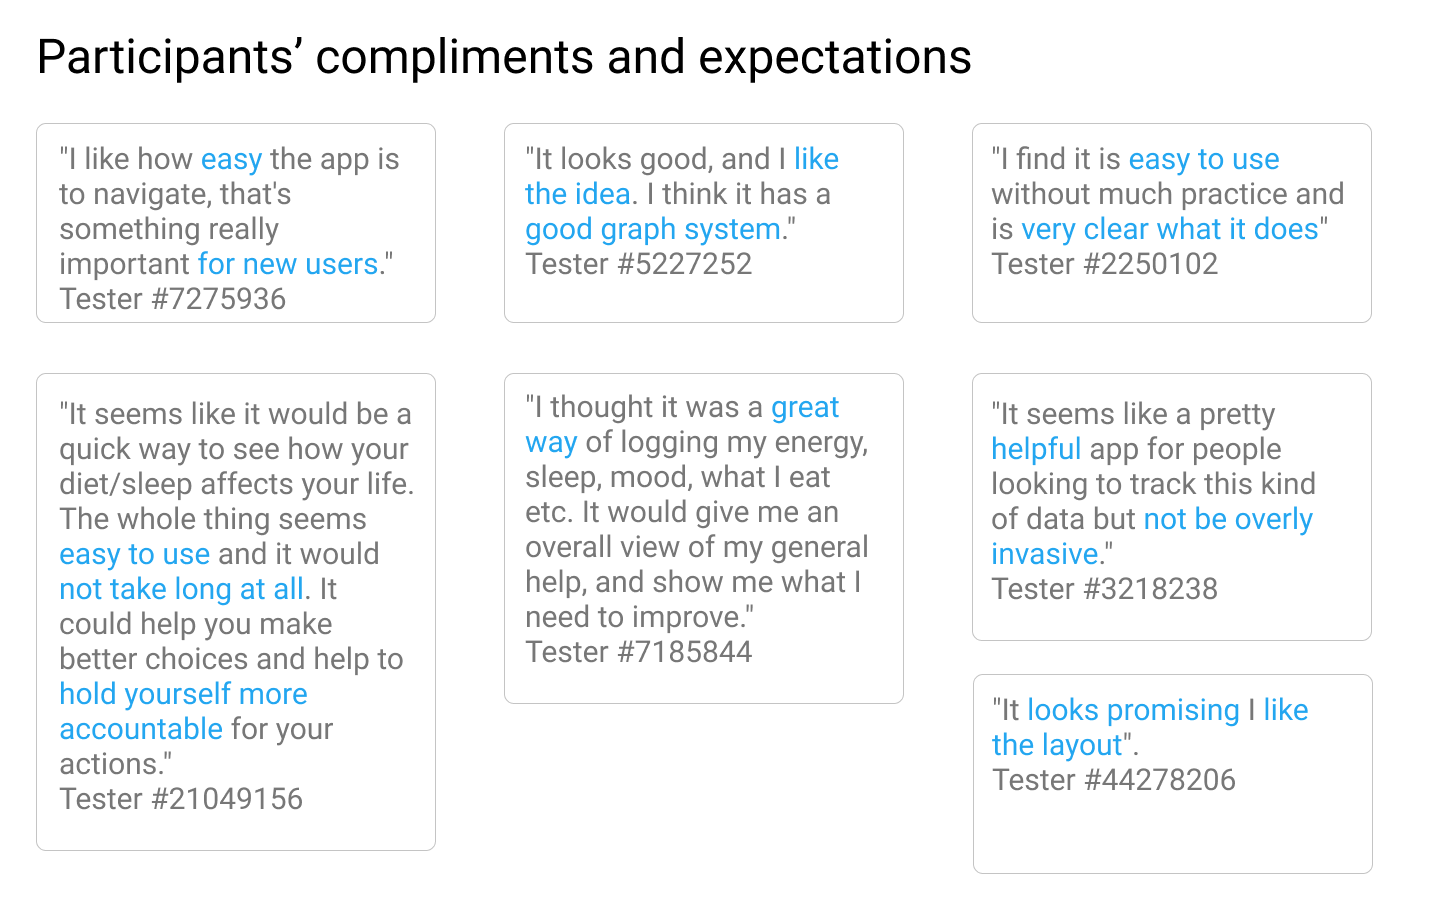 Participants’ compliments and expectations
"I like how easy the app is
to navigate, that's
something really
important for new users."
Tester #7275936
"It looks good, and I like
the idea. I think it has a
good graph system."
Tester #5227252
"I find it is easy to use
without much practice and
is very clear what it does"
Tester #2250102
"It seems like it would be a
quick way to see how your
diet/sleep affects your life.
The whole thing seems
easy to use and it would
not take long at all. It
could help you make
better choices and help to
hold yourself more
accountable for your
actions."
Tester #21049156
"I thought it was a great
way of logging my energy,
sleep, mood, what I eat
etc. It would give me an
overall view of my general
help, and show me what I
need to improve."
Tester #7185844
"It seems like a pretty
helpful app for people
looking to track this kind
of data but not be overly
invasive."
Tester #3218238
"It looks promising I like
the layout".
Tester #44278206